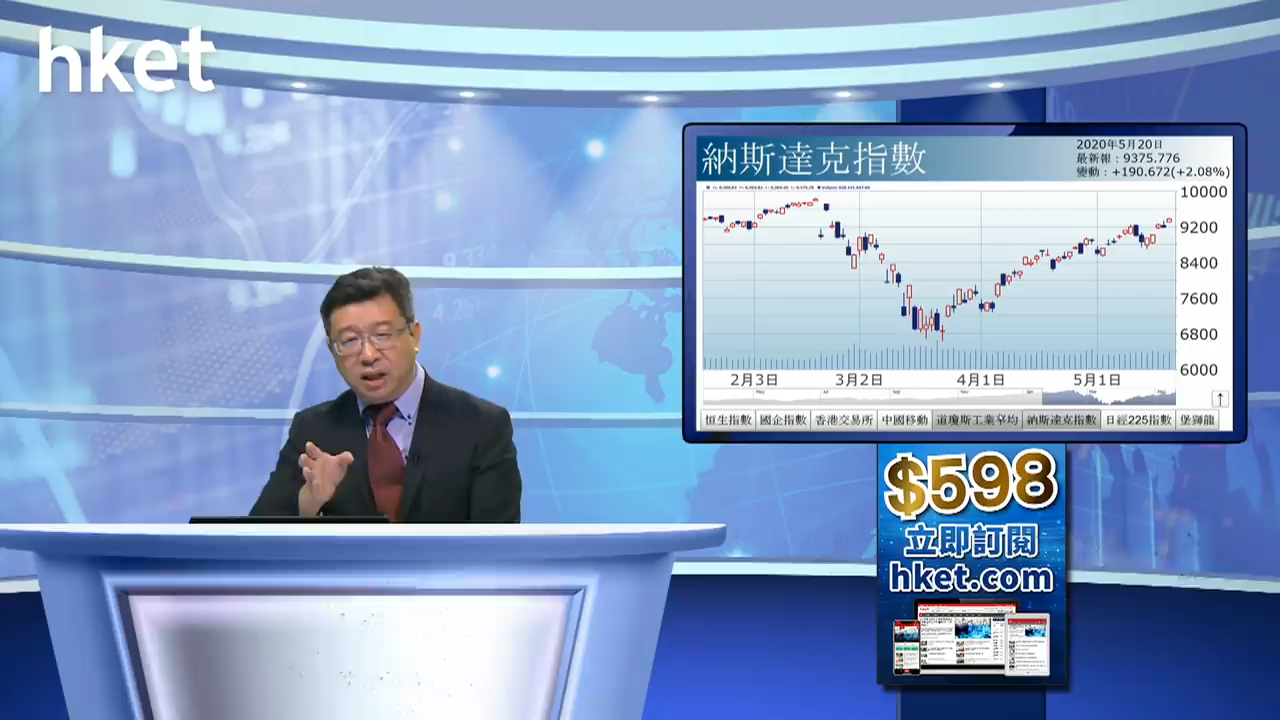 hket
納斯達克指數
2020年5月20日
最新報：9375.776
變動：+190.672(+2.08%)
10000
9200
8400
7600
6800
6000
2月3日
3月2日
4月1日
5月1日
恒生指數
國企指數
香港交易所
中國移動
道瓊斯工業平均
納斯達克指數
日經225指數
堡獅龍
$598
立即訂閱
hket.com